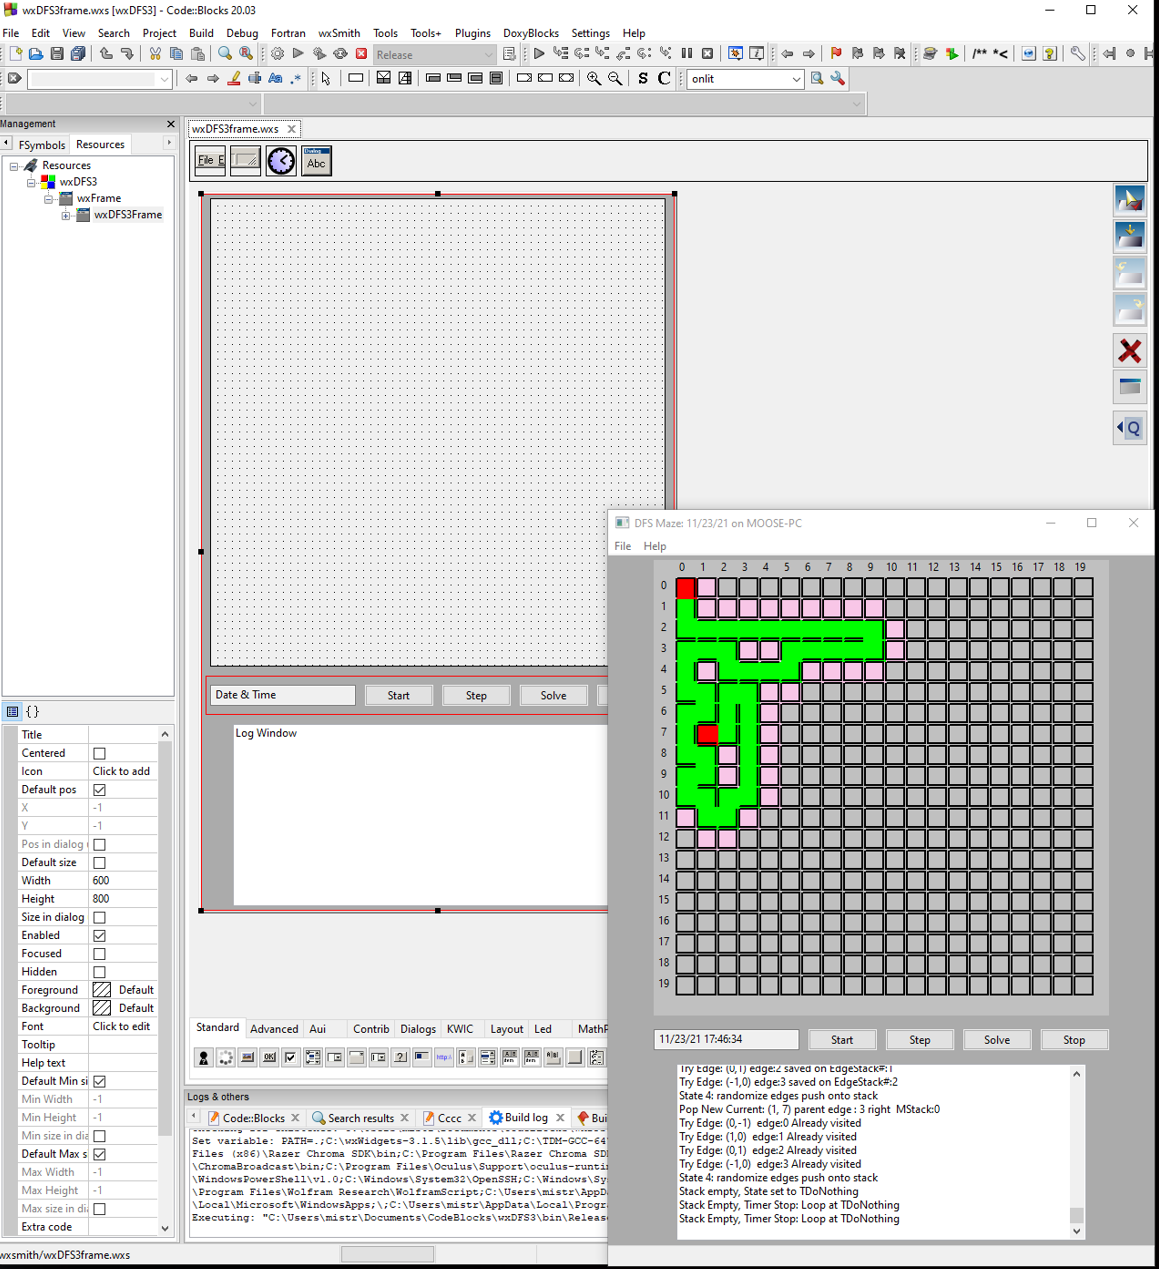 wxDFS3frame.wxs [wxDFS3] - Code::Blocks 20.03
File Edit View Search Project Build Debug Fortran wxSmith Tools Tools+ Plugins DoxyBlocks Settings Help
Release
/** *<
Aa .* S C onlit
Management
FSymbols Resources
Resources
wxDFS3
wxFrame
wxDFS3Frame
wxDFS3frame.wxs
File E
Dialog
Abc
Q
Date & Time Start Step Solve
Log Window
{}
Title
Centered
Icon Click to add
Default pos
X -1
Y -1
Pos in dialog
Default size
Width 600
Height 800
Size in dialog
Enabled
Focused
Hidden
Foreground Default
Background Default
Font Click to edit
Tooltip
Help text
Default Min si
Min Width -1
Min Height -1
Min size in dia
Default Max s
Max Width -1
Max Height -1
Max size in dia
Extra code
Standard Advanced Aui Contrib Dialogs KWIC Layout Led MathP
OK http:
Logs & others
Code::Blocks Search results Cccc Build log Bui
Set variable: PATH=.;C:\wxWidgets-3.1.5\lib\gcc_dll;C:\TDM-GCC-64
Files (x86)\Razer Chroma SDK\bin;C:\Program Files\Razer Chroma SD
\ChromaBroadcast\bin;C:\Program Files\Oculus\Support\oculus-runtin
\WindowsPowerShell\v1.0;C:\Windows\System32\OpenSSH;C:\Windows\Sys
\Program Files\Wolfram Research\WolframScript;C:\Users\mistr\AppDa
\Local\Microsoft\WindowsApps;\;C:\Users\mistr\AppData\Local\Progra
Executing: "C:\Users\mistr\Documents\CodeBlocks\wxDFS3\bin\Releas
wxsmith/wxDFS3frame.wxs
DFS Maze: 11/23/21 on MOOSE-PC
File Help
0 1 2 3 4 5 6 7 8 9 10 11 12 13 14 15 16 17 18 19
0
1
2
3
4
5
6
7
8
9
10
11
12
13
14
15
16
17
18
19
11/23/21 17:46:34 Start Step Solve Stop
Try Edge: (0,1) edge:2 saved on EdgeStack#:1
Try Edge: (-1,0) edge:3 saved on EdgeStack#:2
State 4: randomize edges push onto stack
Pop New Current: (1, 7) parent edge : 3 right MStack:0
Try Edge: (0,-1) edge:0 Already visited
Try Edge: (1,0) edge:1 Already visited
Try Edge: (0,1) edge:2 Already visited
Try Edge: (-1,0) edge:3 Already visited
State 4: randomize edges push onto stack
Stack empty, State set to TDoNothing
Stack Empty, Timer Stop: Loop at TDoNothing
Stack Empty, Timer Stop: Loop at TDoNothing